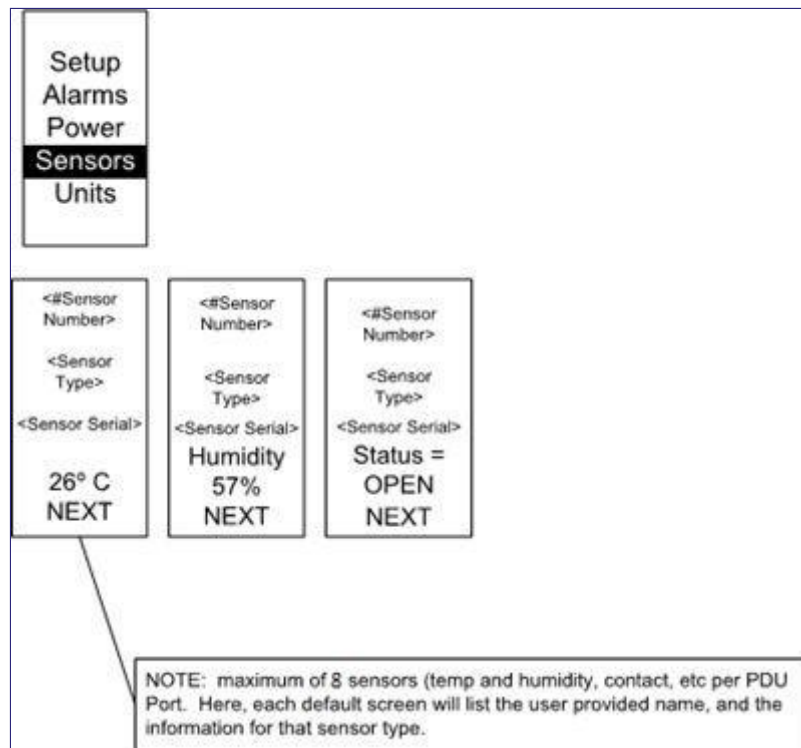 Setup
Alarms
Power
Sensors
Units
<#Sensor
Number>
<Sensor
Type>
<Sensor Serial>
26º C
NEXT
<#Sensor
Number>
<Sensor
Type>
<Sensor Serial>
Humidity
57%
NEXT
<#Sensor
Number>
<Sensor
Type>
<Sensor Serial>
Status =
OPEN
NEXT
NOTE:  maximum of 8 sensors (temp and humidity, contact, etc per PDU
Port.  Here, each default screen will list the user provided name, and the
information for that sensor type.